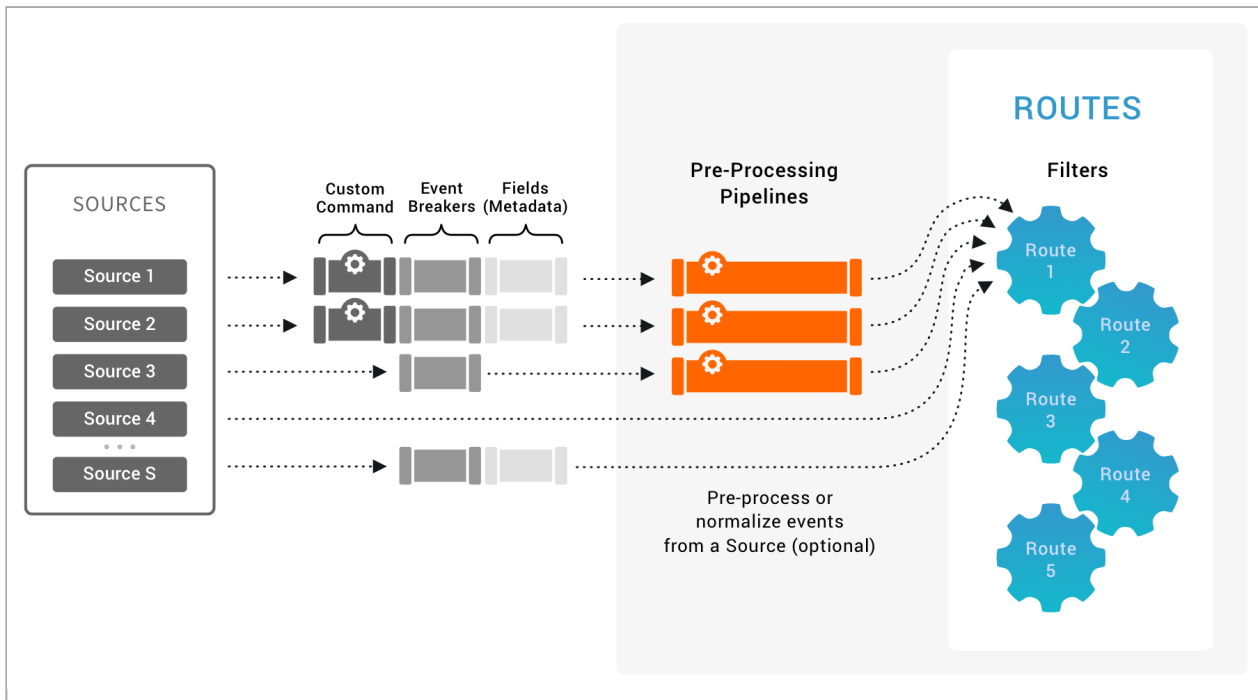 ROUTES
SOURCES
Source 1
Source 2
Source 3
Source 4
Source S
Custom
Command
Event
Breakers
Fields
(Metadata)
Pre-Processing
Pipelines
Pre-process or
normalize events
from a Source (optional)
Filters
Route
1
Route
2
Route
3
Route
4
Route
5